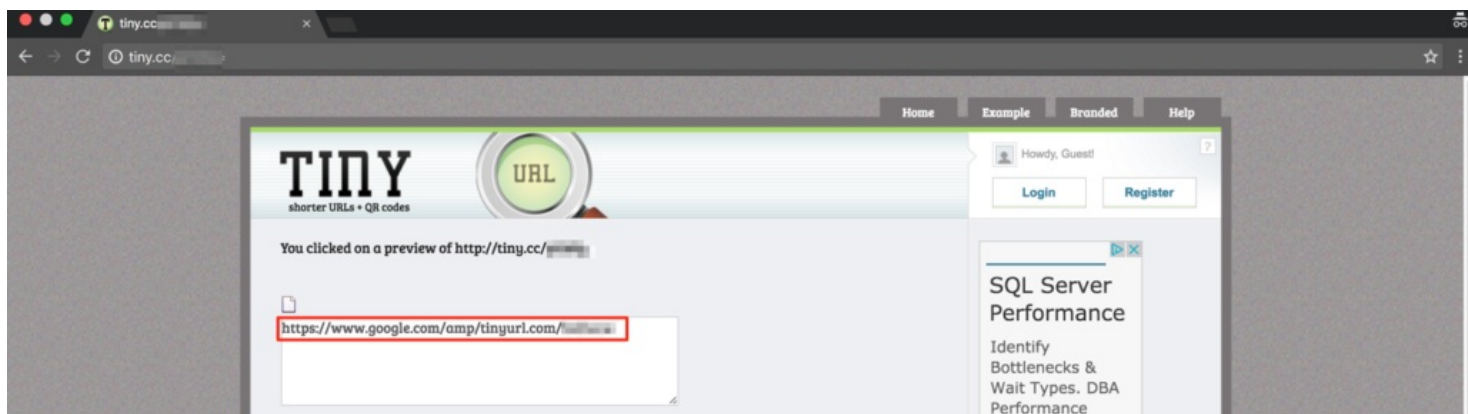 tiny.cc
tiny.cc/
Home Example Branded Help
TINY
shorter URLs + QR codes
URL
Howdy, Guest!
?
Login Register
You clicked on a preview of http://tiny.cc/
https://www.google.com/amp/tinyurl.com/
SQL Server
Performance
Identify
Bottlenecks &
Wait Types. DBA
Performance